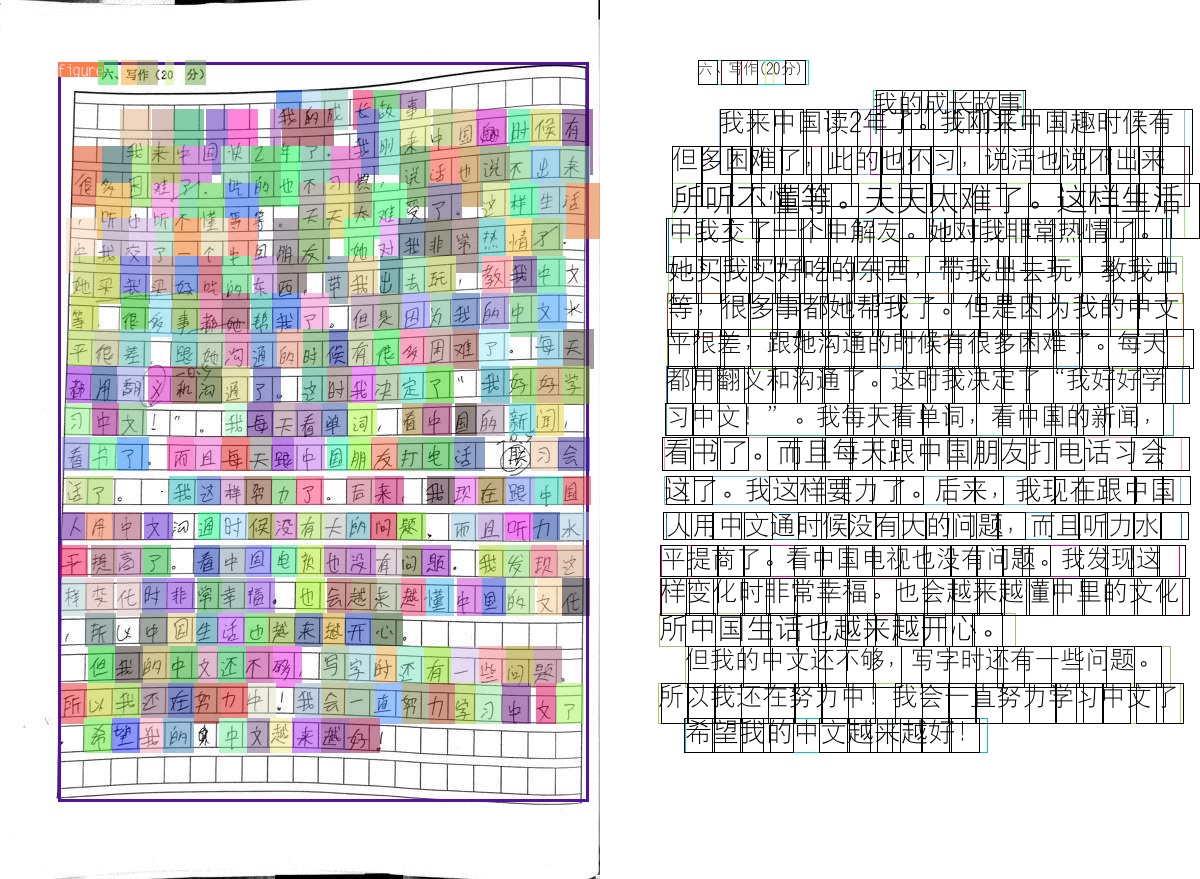 figure
六、写作(20 分)
我的成长故事
我来中国读2年了。我刚来中国的时候有
很多困难了。吃的也不习惯,说话也说不出来
,听也听不懂等等。天天太难受了。这样生活
中我交了一个中国朋友。她对我非常热情了.
她买我买好吃的东西,带我出去玩,教我中文
等。很多事都她帮我了。但是因为我的中文水
平很差,跟她沟通的时候有很多困难了。每天
都用翻义和沟通了。这时我决定了“我好好学
习中文!”。我每天看单词,看中国的新闻,
看书了。而且每天跟中国朋友打电话联习会
话了。我这样努力了。后来,我现在跟中国
人用中文沟通时候没有大的问题。而且听力水
平提高了。看中国电视也没有问题。我发现这
样变化时非常幸福。也会越来越懂中国的文化
,所以中国生活也越来越开心。
但我的中文还不够,写字时还有一些问题.
所以我还在努力中!我会一直努力学习中文了
.希望我的中文越来越好!
六、写作(20分)
我的成长故事
我来中国读2年了。我刚来中国趣时候有
但多困难了,此的也不习,说活也说不出来
所听不懂等。天天太难了。这样生活
中我交了一个中解友。她对我非常热情了。
她买我买好吃的东西,带我出去玩,教我中
等,很多事都她帮我了。但是因为我的中文
平很差,跟她沟通的时候有很多困难了。每天
都用翻义和沟通了。这时我决定了“我好好学
习中文!”。我每天看单词,看中国的新闻,
看书了。而且每天跟中国朋友打电话习会
这了。我这样要力了。后来,我现在跟中国
人用中文通时候没有大的问题,而且听力水
平提商了。看中国电视也没有问题。我发现这
样变化时非常幸福。也会越来越懂中里的文化
所中国生话也越来越开心。
但我的中文还不够,写字时还有一些问题。
所以我还在努力中!我会一直努力学习中文了
希望我的中文越来越好!